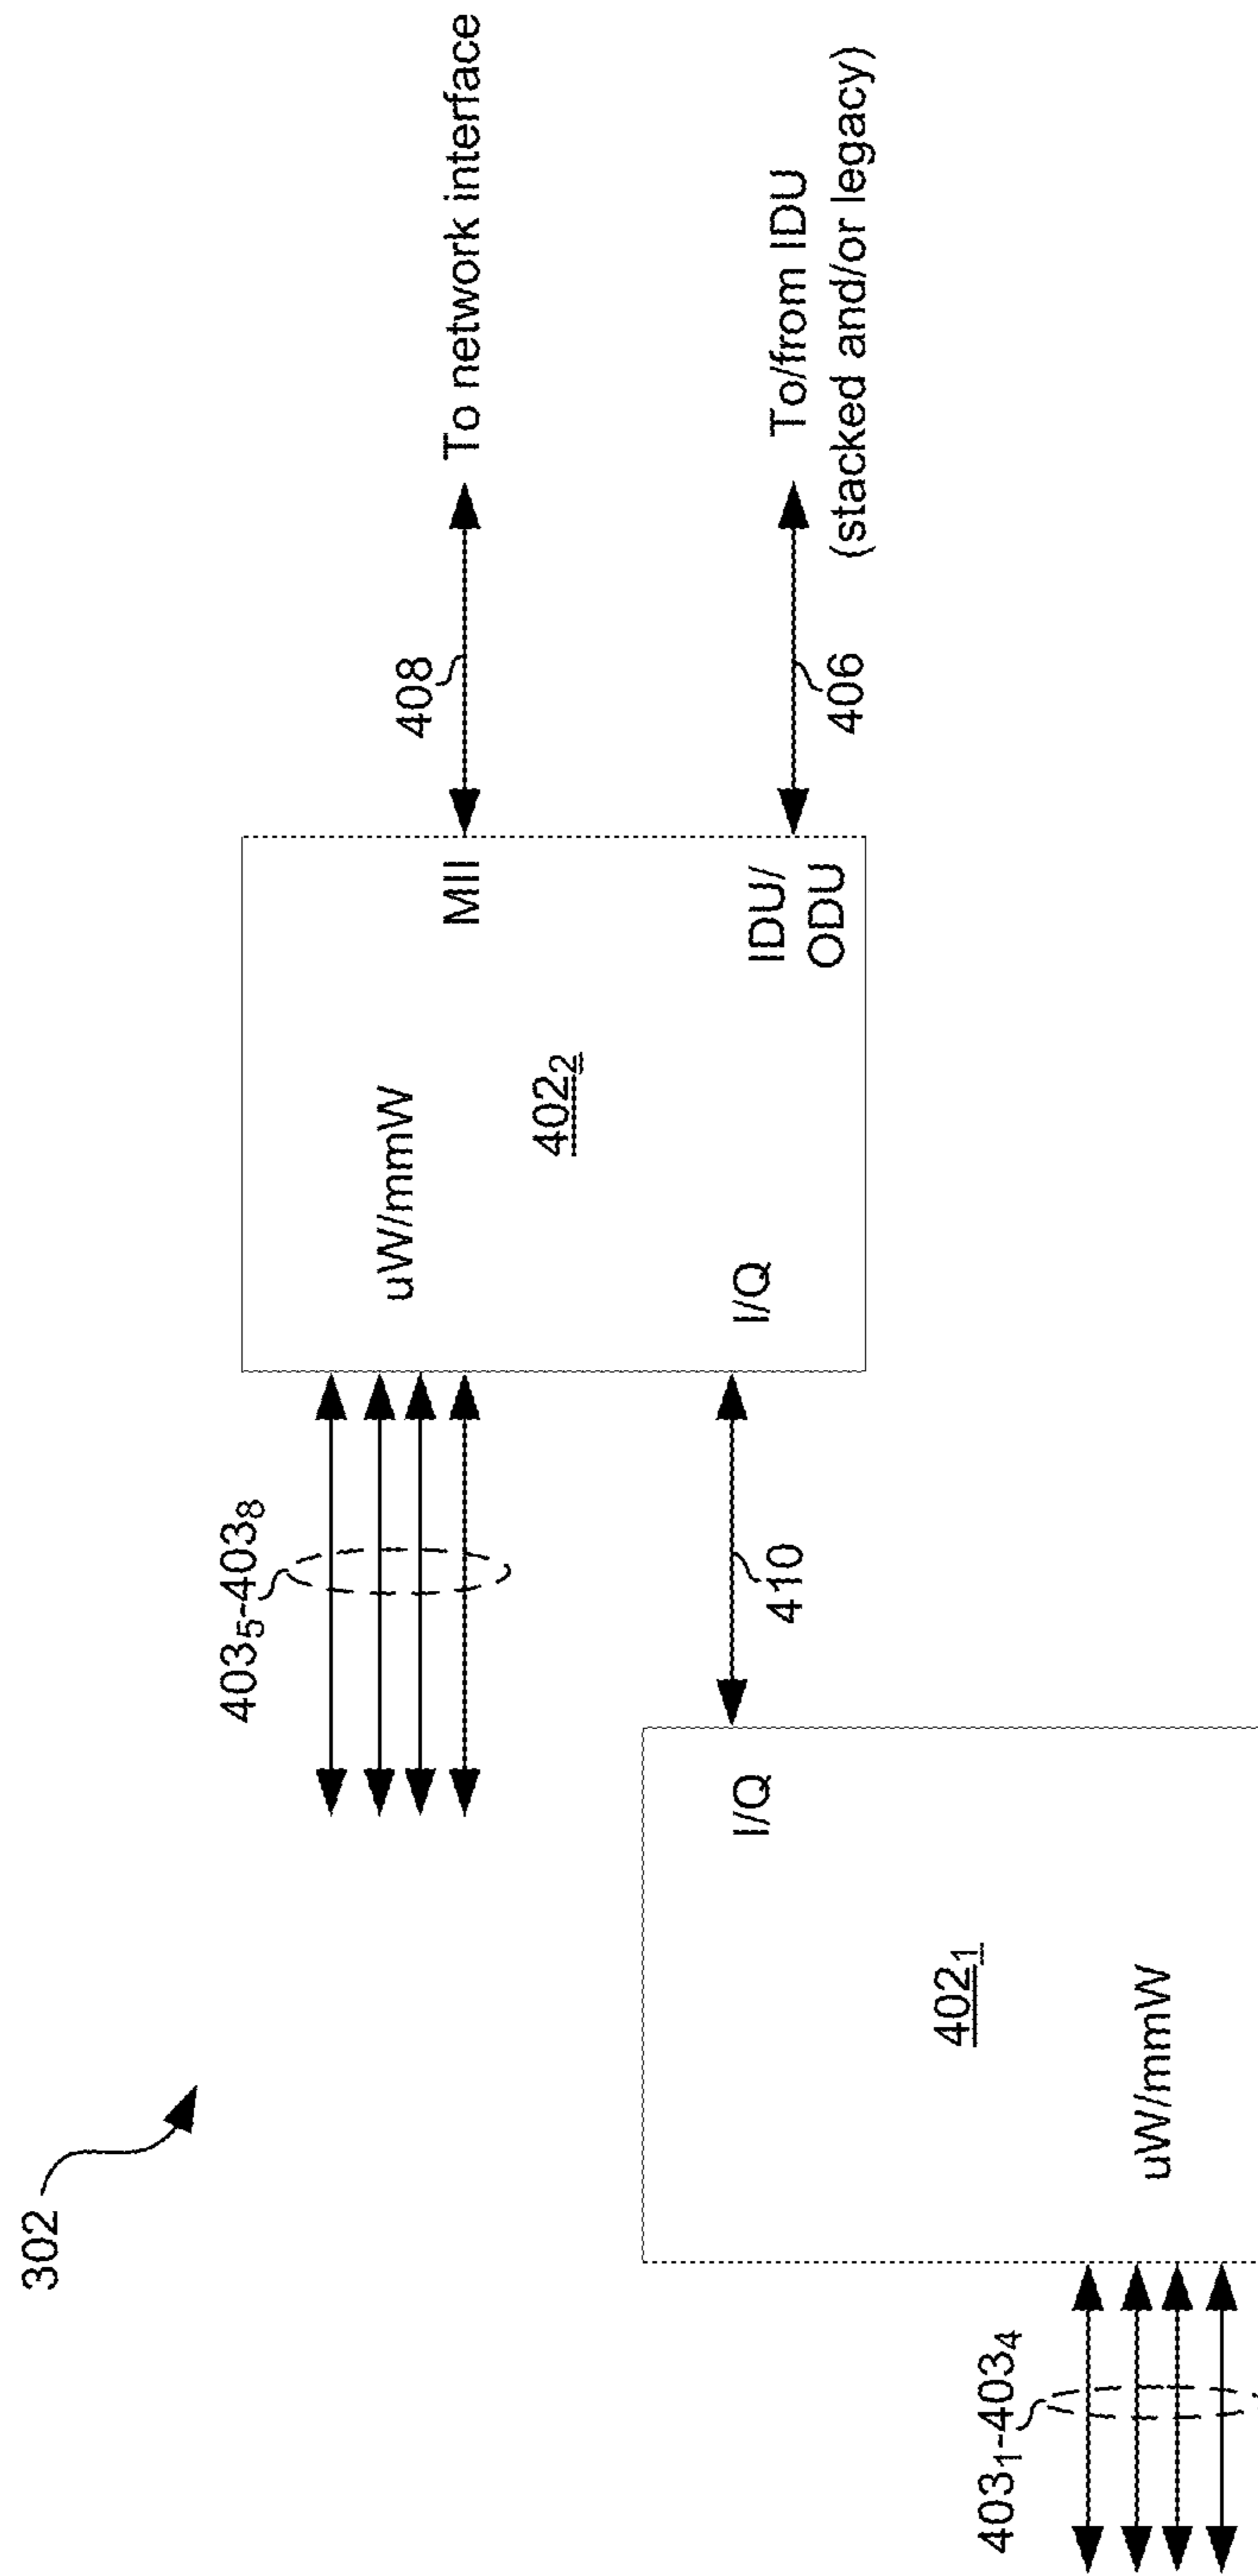 302
403₅-403₈
uW/mmW
408
To network interface
MII
402₂
I/Q
IDU/
ODU
406
To/from IDU
(stacked and/or legacy)
410
I/Q
402₁
uW/mmW
403₁-403₄